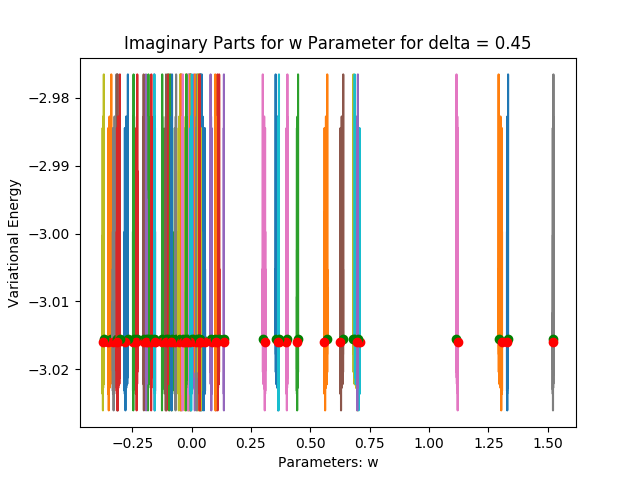 Imaginary Parts for w Parameter for delta = 0.45
Variational Energy
−2.98
−2.99
−3.00
−3.01
−3.02
−0.25 0.00 0.25 0.50 0.75 1.00 1.25 1.50
Parameters: w